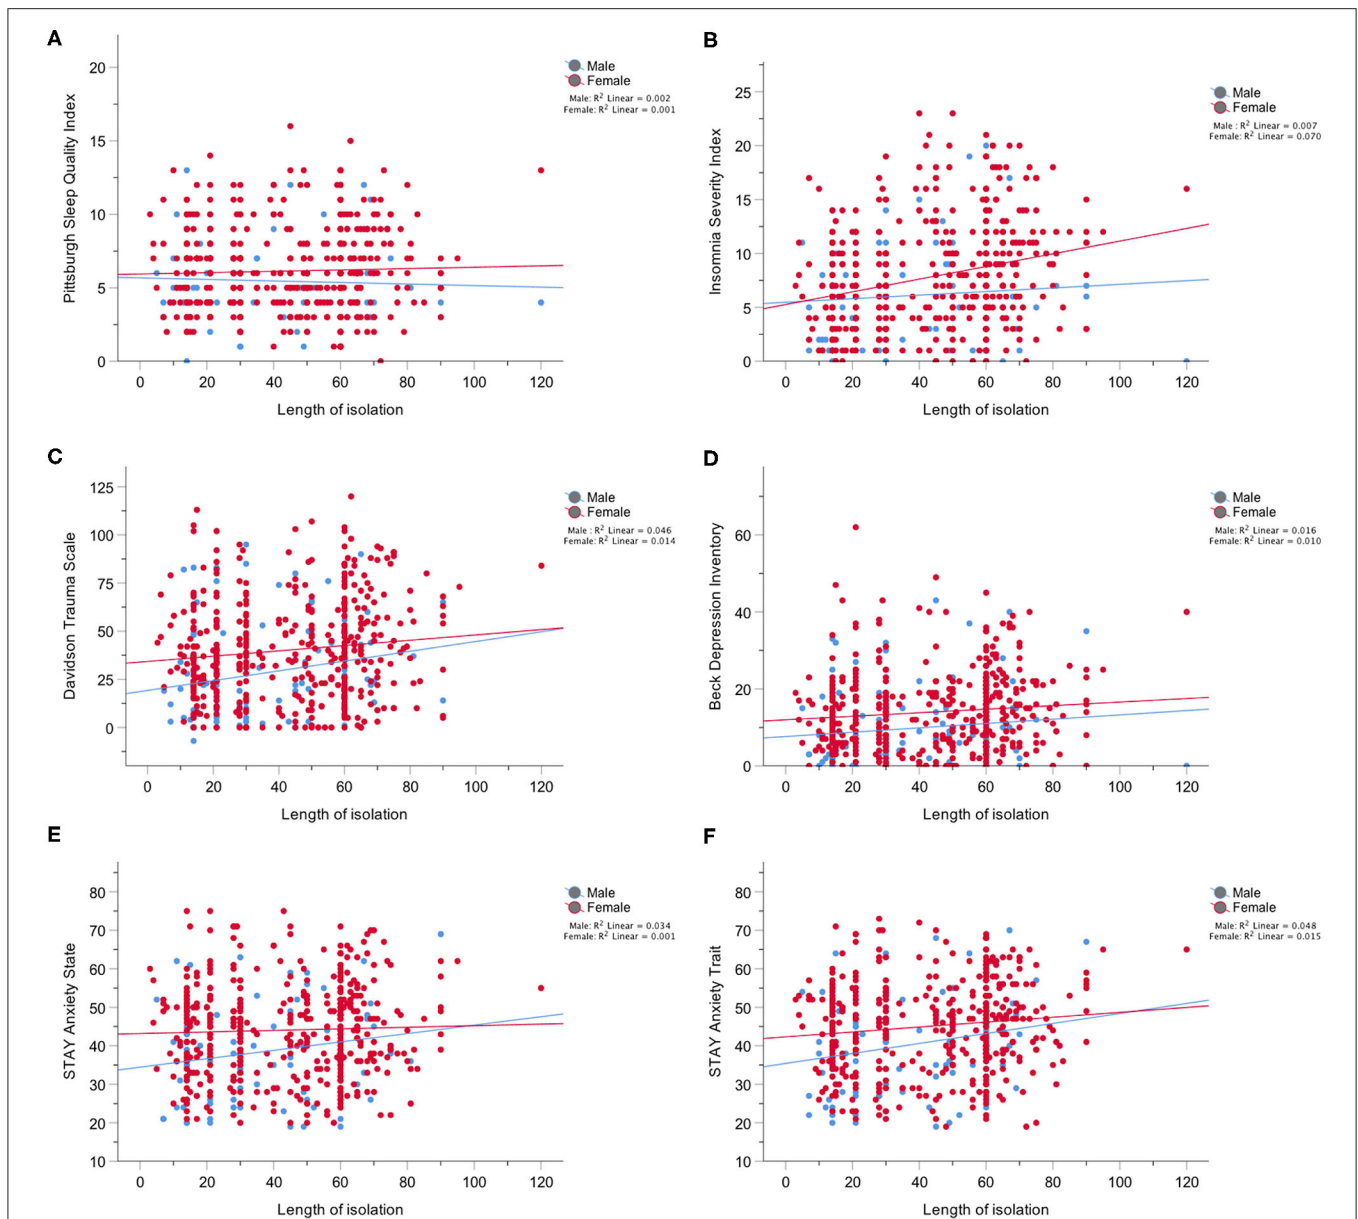 A
Pittsburgh Sleep Quality Index
20
15
10
5
0
0 20 40 60 80 100 120
Length of isolation
Male
Female
Male: R² Linear = 0.002
Female: R² Linear = 0.001
B
Insomnia Severity Index
25
20
15
10
5
0
0 20 40 60 80 100 120
Length of isolation
Male
Female
Male : R² Linear = 0.007
Female: R² Linear = 0.070
C
Davidson Trauma Scale
125
100
75
50
25
0
0 20 40 60 80 100 120
Length of isolation
Male
Female
Male : R² Linear = 0.046
Female: R² Linear = 0.014
D
Beck Depression Inventory
60
40
20
0
0 20 40 60 80 100 120
Length of isolation
Male
Female
Male: R² Linear = 0.016
Female: R² Linear = 0.010
E
STAY Anxiety State
80
70
60
50
40
30
20
10
0 20 40 60 80 100 120
Length of isolation
Male
Female
Male: R² Linear = 0.034
Female: R² Linear = 0.001
F
STAY Anxiety Trait
80
70
60
50
40
30
20
10
0 20 40 60 80 100 120
Length of isolation
Male
Female
Male: R² Linear = 0.048
Female: R² Linear = 0.015